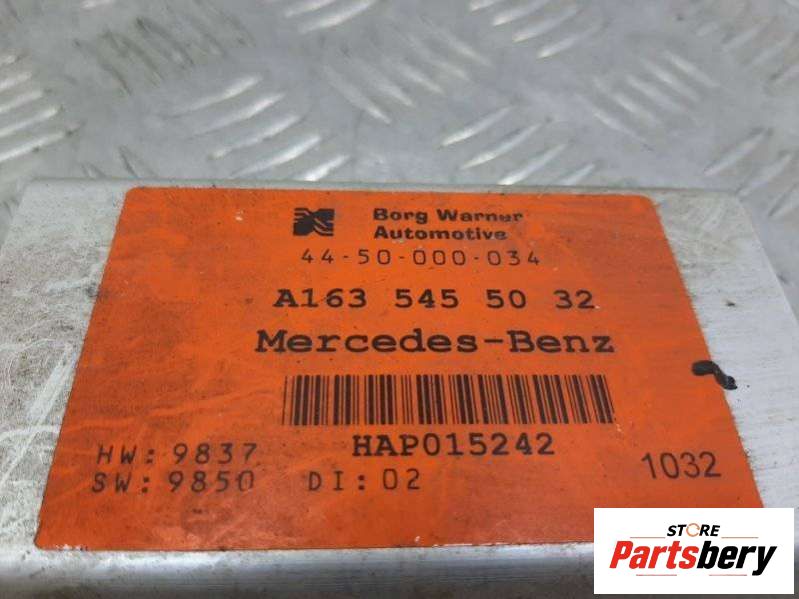 Borg Warner
Automotive
44-50-000-034
A163 545 50 32
Mercedes-Benz
HAP015242
HW: 9837
SW: 9850 DI: 02
1032
STORE
Partsbery